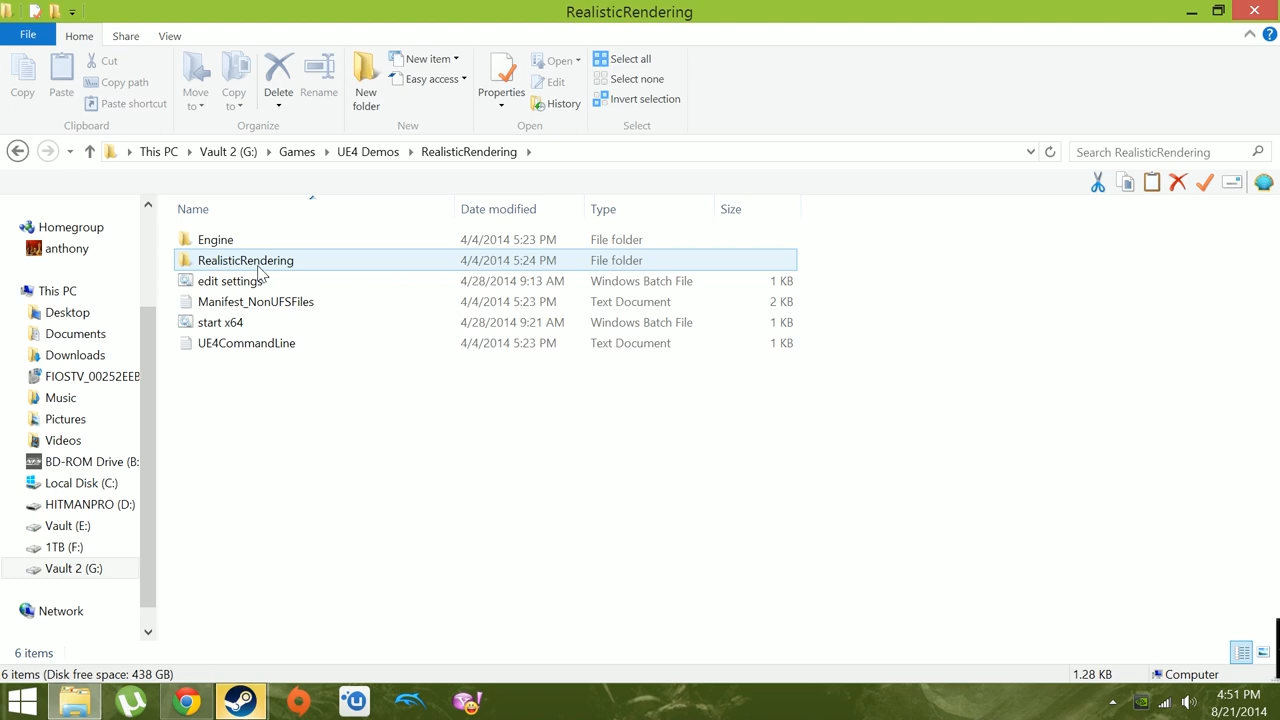 RealisticRendering
File Home Share View
Copy
Paste
Cut
Copy path
Paste shortcut
Clipboard
Move to
Copy to
Delete
Rename
Organize
New folder
New item
Easy access
New
Properties
Open
Edit
History
Open
Select all
Select none
Invert selection
Select
This PC Vault 2 (G:) Games UE4 Demos RealisticRendering
Search RealisticRendering
Homegroup
anthony
This PC
Desktop
Documents
Downloads
FIOSTV_00252EEB
Music
Pictures
Videos
BD-ROM Drive (B:
Local Disk (C:)
HITMANPRO (D:)
Vault (E:)
1TB (F:)
Vault 2 (G:)
Network
Name Date modified Type Size
Engine 4/4/2014 5:23 PM File folder
RealisticRendering 4/4/2014 5:24 PM File folder
edit settings 4/28/2014 9:13 AM Windows Batch File 1 KB
Manifest_NonUFSFiles 4/4/2014 5:23 PM Text Document 2 KB
start x64 4/28/2014 9:21 AM Windows Batch File 1 KB
UE4CommandLine 4/4/2014 5:23 PM Text Document 1 KB
6 items
6 items (Disk free space: 438 GB) 1.28 KB Computer
4:51 PM
8/21/2014